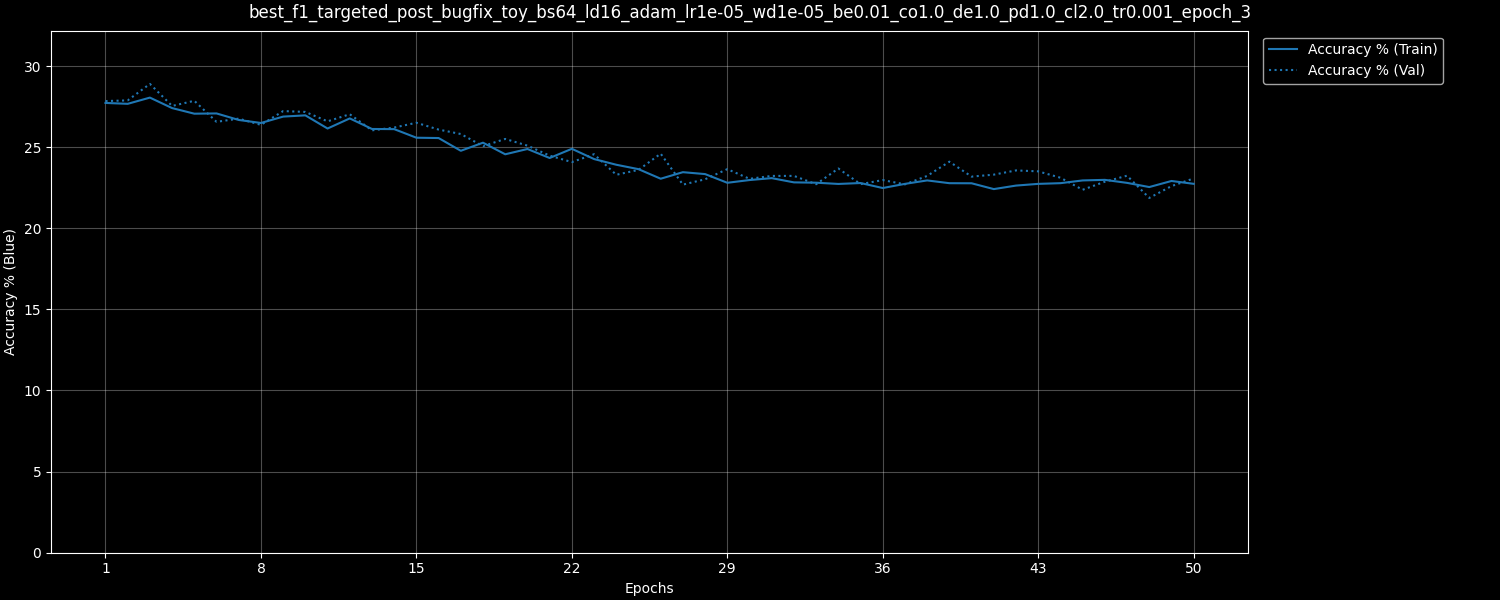 best_f1_targeted_post_bugfix_toy_bs64_ld16_adam_lr1e-05_wd1e-05_be0.01_co1.0_de1.0_pd1.0_cl2.0_tr0.001_epoch_3
Accuracy % (Train)
Accuracy % (Val)
Accuracy % (Blue)
30
25
20
15
10
5
0
1 8 15 22 29 36 43 50
Epochs